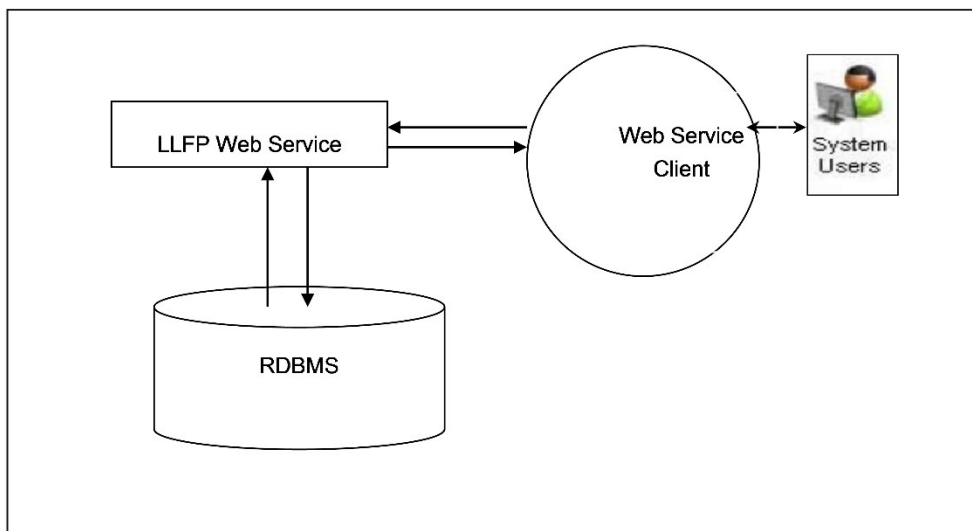 LLFP Web Service
Web Service
Client
System
Users
RDBMS